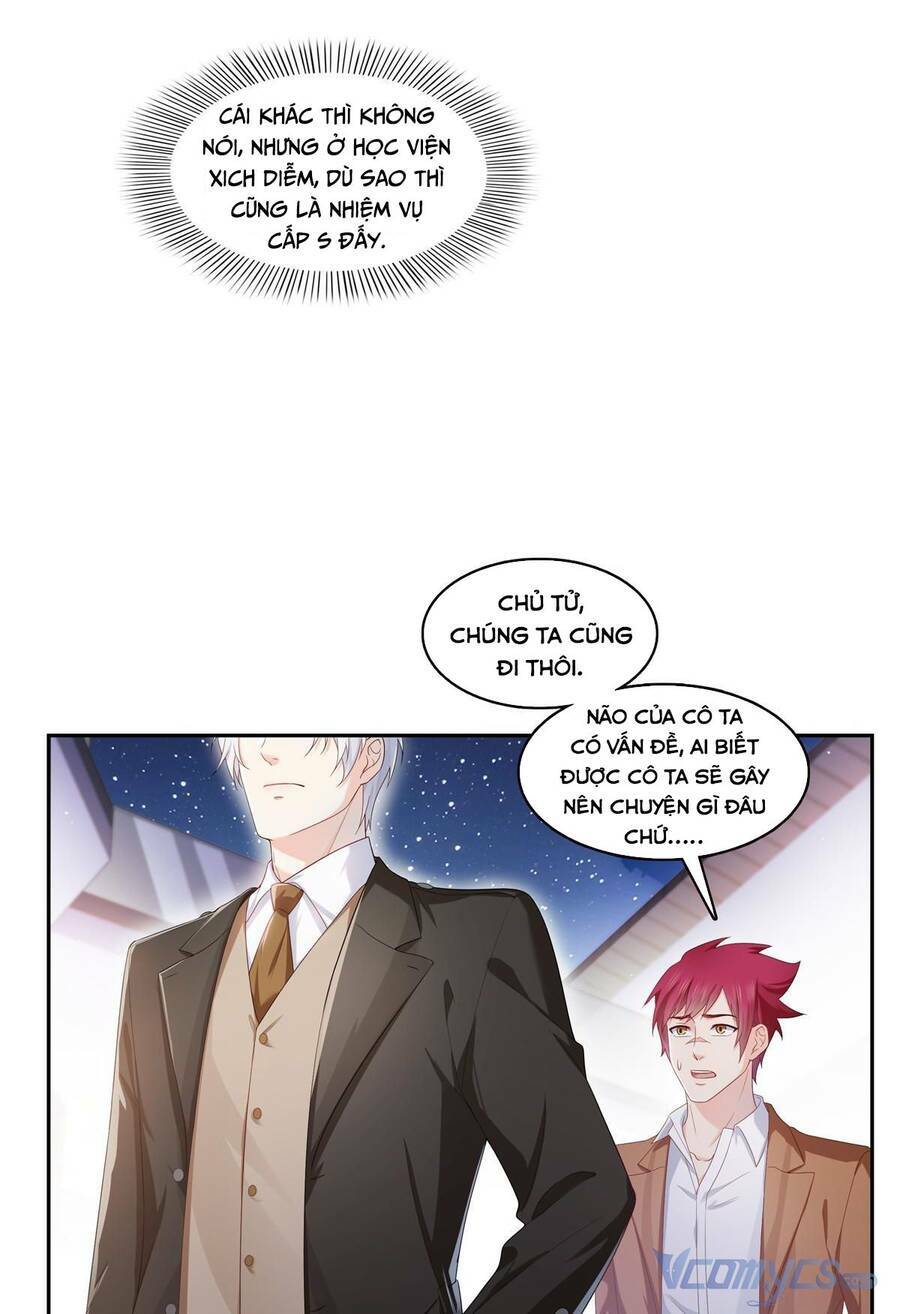 CÁI KHÁC THÌ KHÔNG
NÓI, NHƯNG Ở HỌC VIỆN
XICH DIỄM, DÙ SAO THÌ
CŨNG LÀ NHIỆM VỤ
CẤP S ĐẤY.
CHỦ TỬ,
CHÚNG TA CŨNG
ĐI THÔI.
NÃO CỦA CÔ TA
CÓ VẤN ĐỀ, AI BIẾT
ĐƯỢC CÔ TA SẼ GÂY
NÊN CHUYỆN GÌ ĐÂU
CHỨ.....
VCOMYCS.com